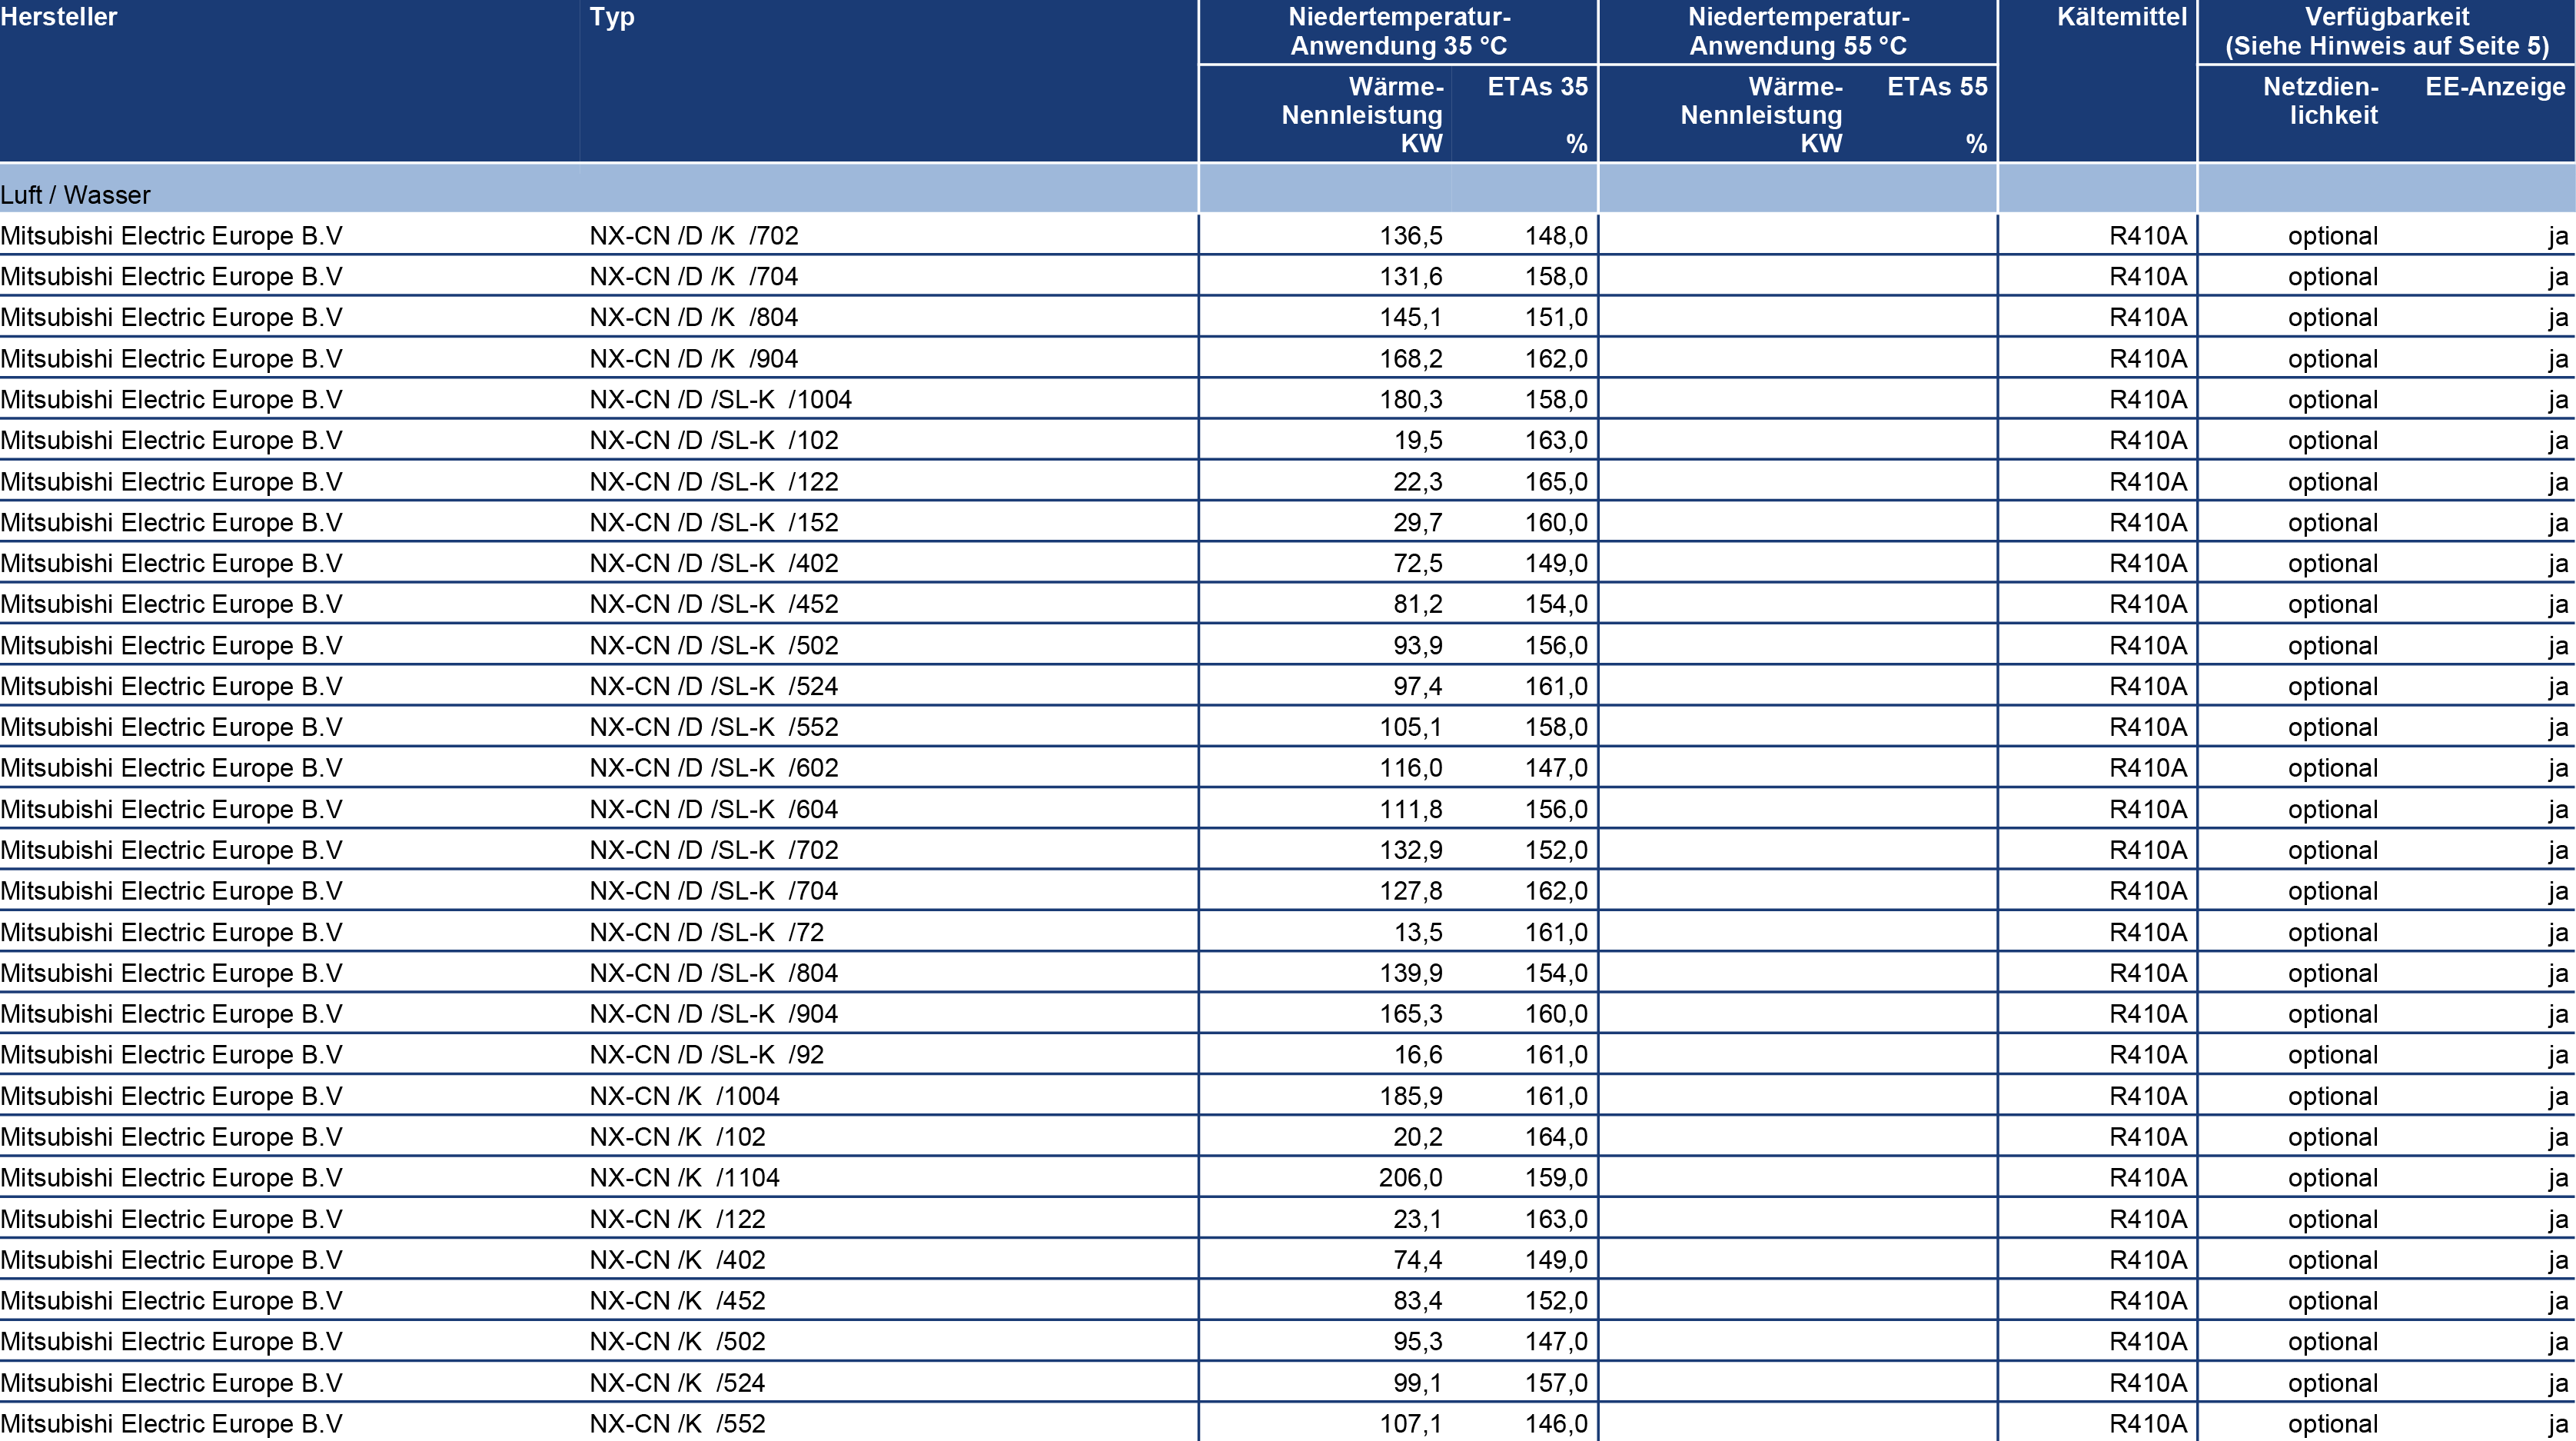 Hersteller Typ Niedertemperatur- Niedertemperatur- Kältemittel Verfügbarkeit
Anwendung 35 °C Anwendung 55 °C (Siehe Hinweis auf Seite 5)
Wärme- ETAs 35 Wärme- ETAs 55 Netzdien- EE-Anzeige
Nennleistung Nennleistung lichkeit
KW % KW %
Luft / Wasser
Mitsubishi Electric Europe B.V NX-CN /D /K /702 136,5 148,0 R410A optional ja
Mitsubishi Electric Europe B.V NX-CN /D /K /704 131,6 158,0 R410A optional ja
Mitsubishi Electric Europe B.V NX-CN /D /K /804 145,1 151,0 R410A optional ja
Mitsubishi Electric Europe B.V NX-CN /D /K /904 168,2 162,0 R410A optional ja
Mitsubishi Electric Europe B.V NX-CN /D /SL-K /1004 180,3 158,0 R410A optional ja
Mitsubishi Electric Europe B.V NX-CN /D /SL-K /102 19,5 163,0 R410A optional ja
Mitsubishi Electric Europe B.V NX-CN /D /SL-K /122 22,3 165,0 R410A optional ja
Mitsubishi Electric Europe B.V NX-CN /D /SL-K /152 29,7 160,0 R410A optional ja
Mitsubishi Electric Europe B.V NX-CN /D /SL-K /402 72,5 149,0 R410A optional ja
Mitsubishi Electric Europe B.V NX-CN /D /SL-K /452 81,2 154,0 R410A optional ja
Mitsubishi Electric Europe B.V NX-CN /D /SL-K /502 93,9 156,0 R410A optional ja
Mitsubishi Electric Europe B.V NX-CN /D /SL-K /524 97,4 161,0 R410A optional ja
Mitsubishi Electric Europe B.V NX-CN /D /SL-K /552 105,1 158,0 R410A optional ja
Mitsubishi Electric Europe B.V NX-CN /D /SL-K /602 116,0 147,0 R410A optional ja
Mitsubishi Electric Europe B.V NX-CN /D /SL-K /604 111,8 156,0 R410A optional ja
Mitsubishi Electric Europe B.V NX-CN /D /SL-K /702 132,9 152,0 R410A optional ja
Mitsubishi Electric Europe B.V NX-CN /D /SL-K /704 127,8 162,0 R410A optional ja
Mitsubishi Electric Europe B.V NX-CN /D /SL-K /72 13,5 161,0 R410A optional ja
Mitsubishi Electric Europe B.V NX-CN /D /SL-K /804 139,9 154,0 R410A optional ja
Mitsubishi Electric Europe B.V NX-CN /D /SL-K /904 165,3 160,0 R410A optional ja
Mitsubishi Electric Europe B.V NX-CN /D /SL-K /92 16,6 161,0 R410A optional ja
Mitsubishi Electric Europe B.V NX-CN /K /1004 185,9 161,0 R410A optional ja
Mitsubishi Electric Europe B.V NX-CN /K /102 20,2 164,0 R410A optional ja
Mitsubishi Electric Europe B.V NX-CN /K /1104 206,0 159,0 R410A optional ja
Mitsubishi Electric Europe B.V NX-CN /K /122 23,1 163,0 R410A optional ja
Mitsubishi Electric Europe B.V NX-CN /K /402 74,4 149,0 R410A optional ja
Mitsubishi Electric Europe B.V NX-CN /K /452 83,4 152,0 R410A optional ja
Mitsubishi Electric Europe B.V NX-CN /K /502 95,3 147,0 R410A optional ja
Mitsubishi Electric Europe B.V NX-CN /K /524 99,1 157,0 R410A optional ja
Mitsubishi Electric Europe B.V NX-CN /K /552 107,1 146,0 R410A optional ja